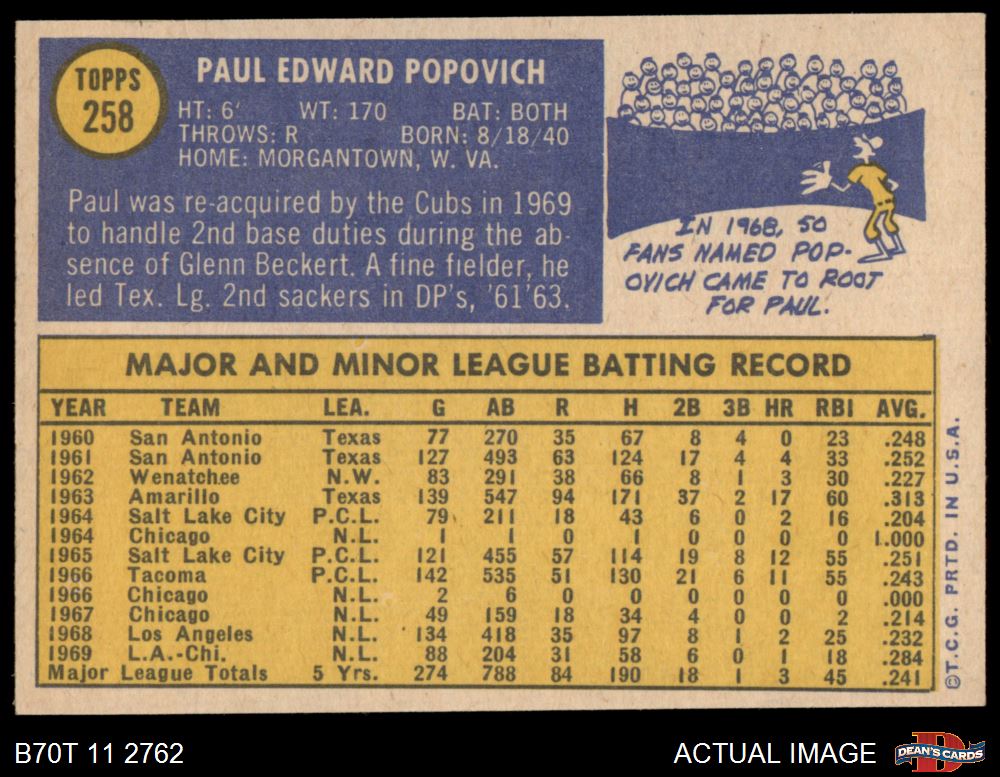 TOPPS
258
PAUL EDWARD POPOVICH
HT: 6' WT: 170 BAT: BOTH
THROWS: R BORN: 8/18/40
HOME: MORGANTOWN, W. VA.
Paul was re-acquired by the Cubs in 1969
to handle 2nd base duties during the ab-
sence of Glenn Beckert. A fine fielder, he
led Tex. Lg. 2nd sackers in DP's, '61'63.
IN 1968, 50
FANS NAMED POP-
OVICH CAME TO ROOT
FOR PAUL.
MAJOR AND MINOR LEAGUE BATTING RECORD
YEAR TEAM LEA. G AB R H 2B 3B HR RBI AVG.
1960 San Antonio Texas 77 270 35 67 8 4 0 23 .248
1961 San Antonio Texas 127 493 63 124 17 4 4 33 .252
1962 Wenatchee N.W. 83 291 38 66 8 1 3 30 .227
1963 Amarillo Texas 139 547 94 171 37 2 17 60 .313
1964 Salt Lake City P.C.L. 79 211 18 43 6 0 2 16 .204
1964 Chicago N.L. 1 1 0 1 0 0 0 0 1.000
1965 Salt Lake City P.C.L. 121 455 57 114 19 8 12 55 .251
1966 Tacoma P.C.L. 142 535 51 130 21 6 11 55 .243
1966 Chicago N.L. 2 6 0 0 0 0 0 0 .000
1967 Chicago N.L. 49 159 18 34 4 0 0 2 .214
1968 Los Angeles N.L. 134 418 35 97 8 1 2 25 .232
1969 L.A.-Chi. N.L. 88 204 31 58 6 0 1 18 .284
Major League Totals 5 Yrs. 274 788 84 190 18 1 3 45 .241
©T.C.G. PRTD. IN U.S.A.
B70T 11 2762
ACTUAL IMAGE
D
DEAN'S CARDS